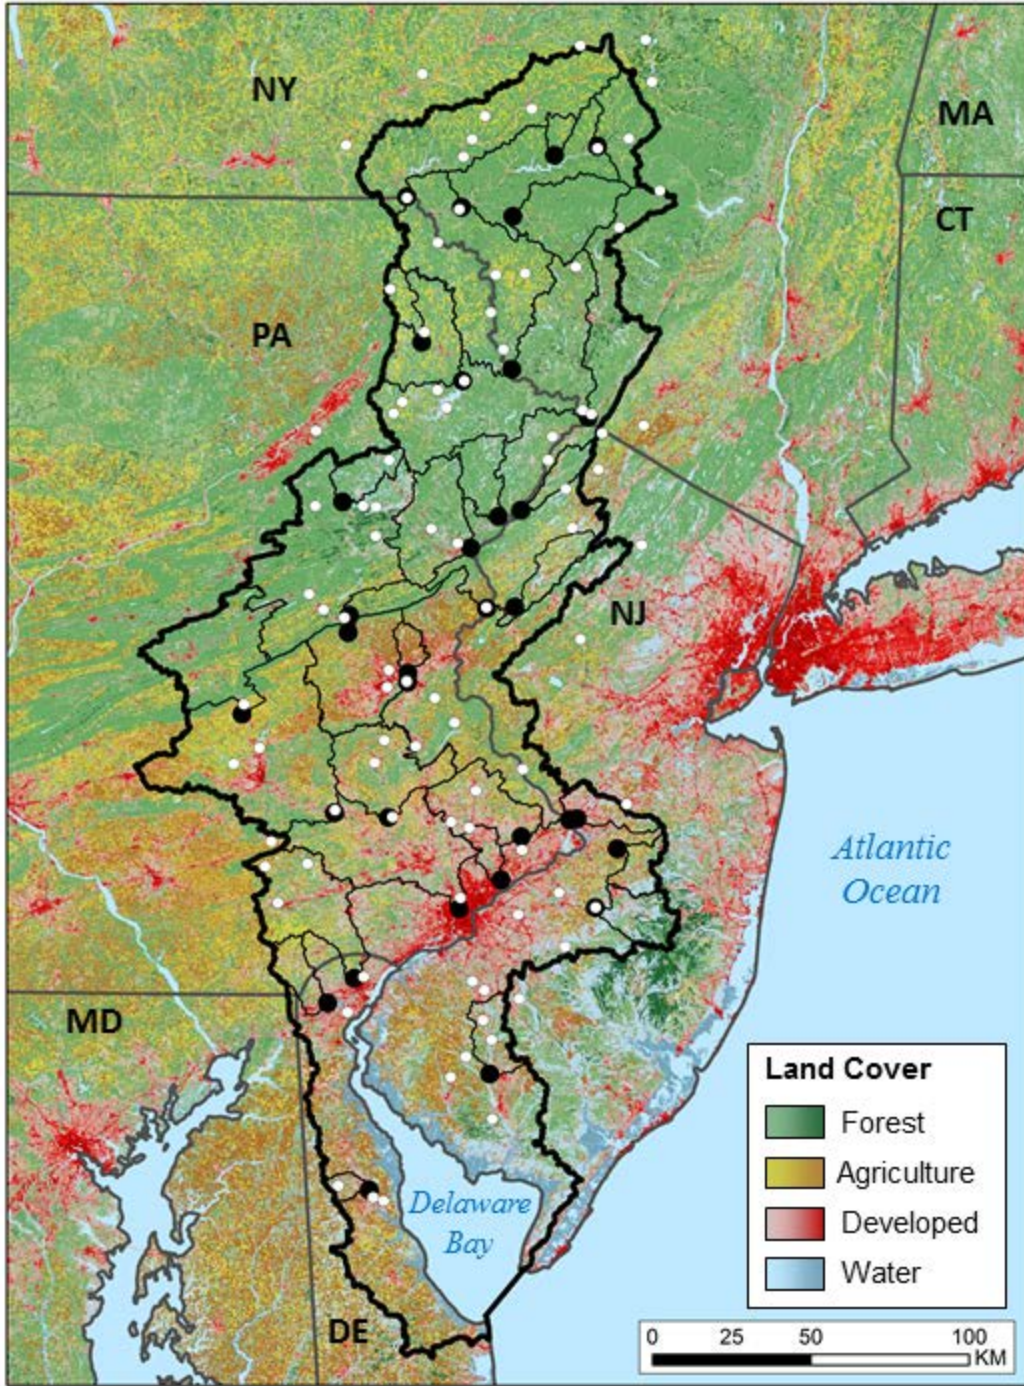 NY
MA
CT
PA
NJ
Atlantic
Ocean
MD
Land Cover
Forest
Agriculture
Developed
Water
Delaware
Bay
DE
0 25 50 100
KM